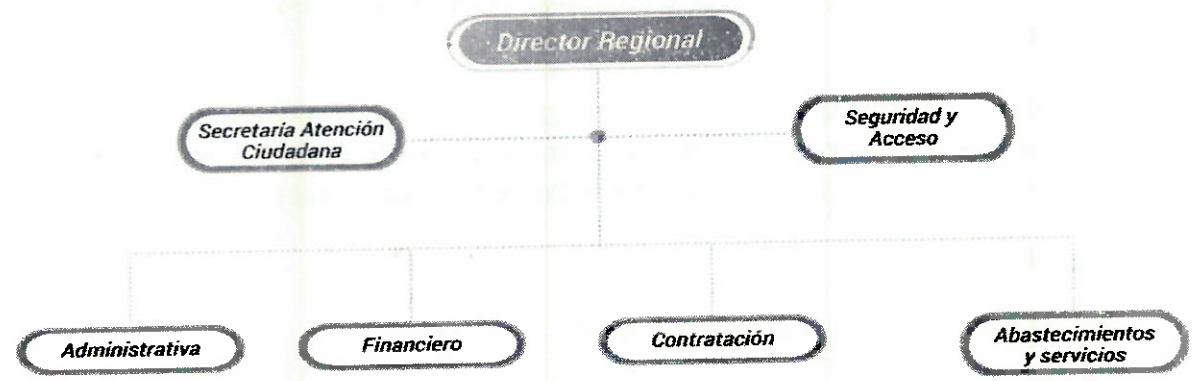 Director Regional
Secretaria Atención
Ciudadana
Seguridad y
Acceso
Administrativa
Financiero
Contratación
Abastecimientos
y servicios